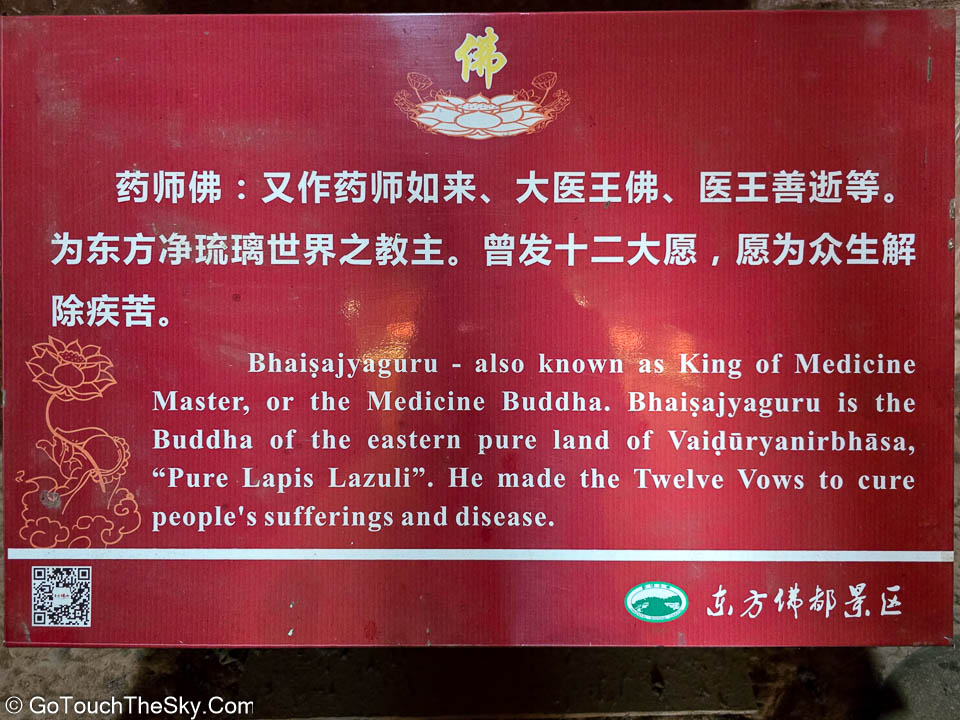 佛
药师佛：又作药师如来、大医王佛、医王善逝等。
为东方净琉璃世界之教主。曾发十二大愿，愿为众生解
除疾苦。
Bhaiṣajyaguru - also known as King of Medicine
Master, or the Medicine Buddha. Bhaiṣajyaguru is the
Buddha of the eastern pure land of Vaiḍūryanirbhāsa,
“Pure Lapis Lazuli”. He made the Twelve Vows to cure
people's sufferings and disease.
东方佛都景区
© GoTouchTheSky.Com